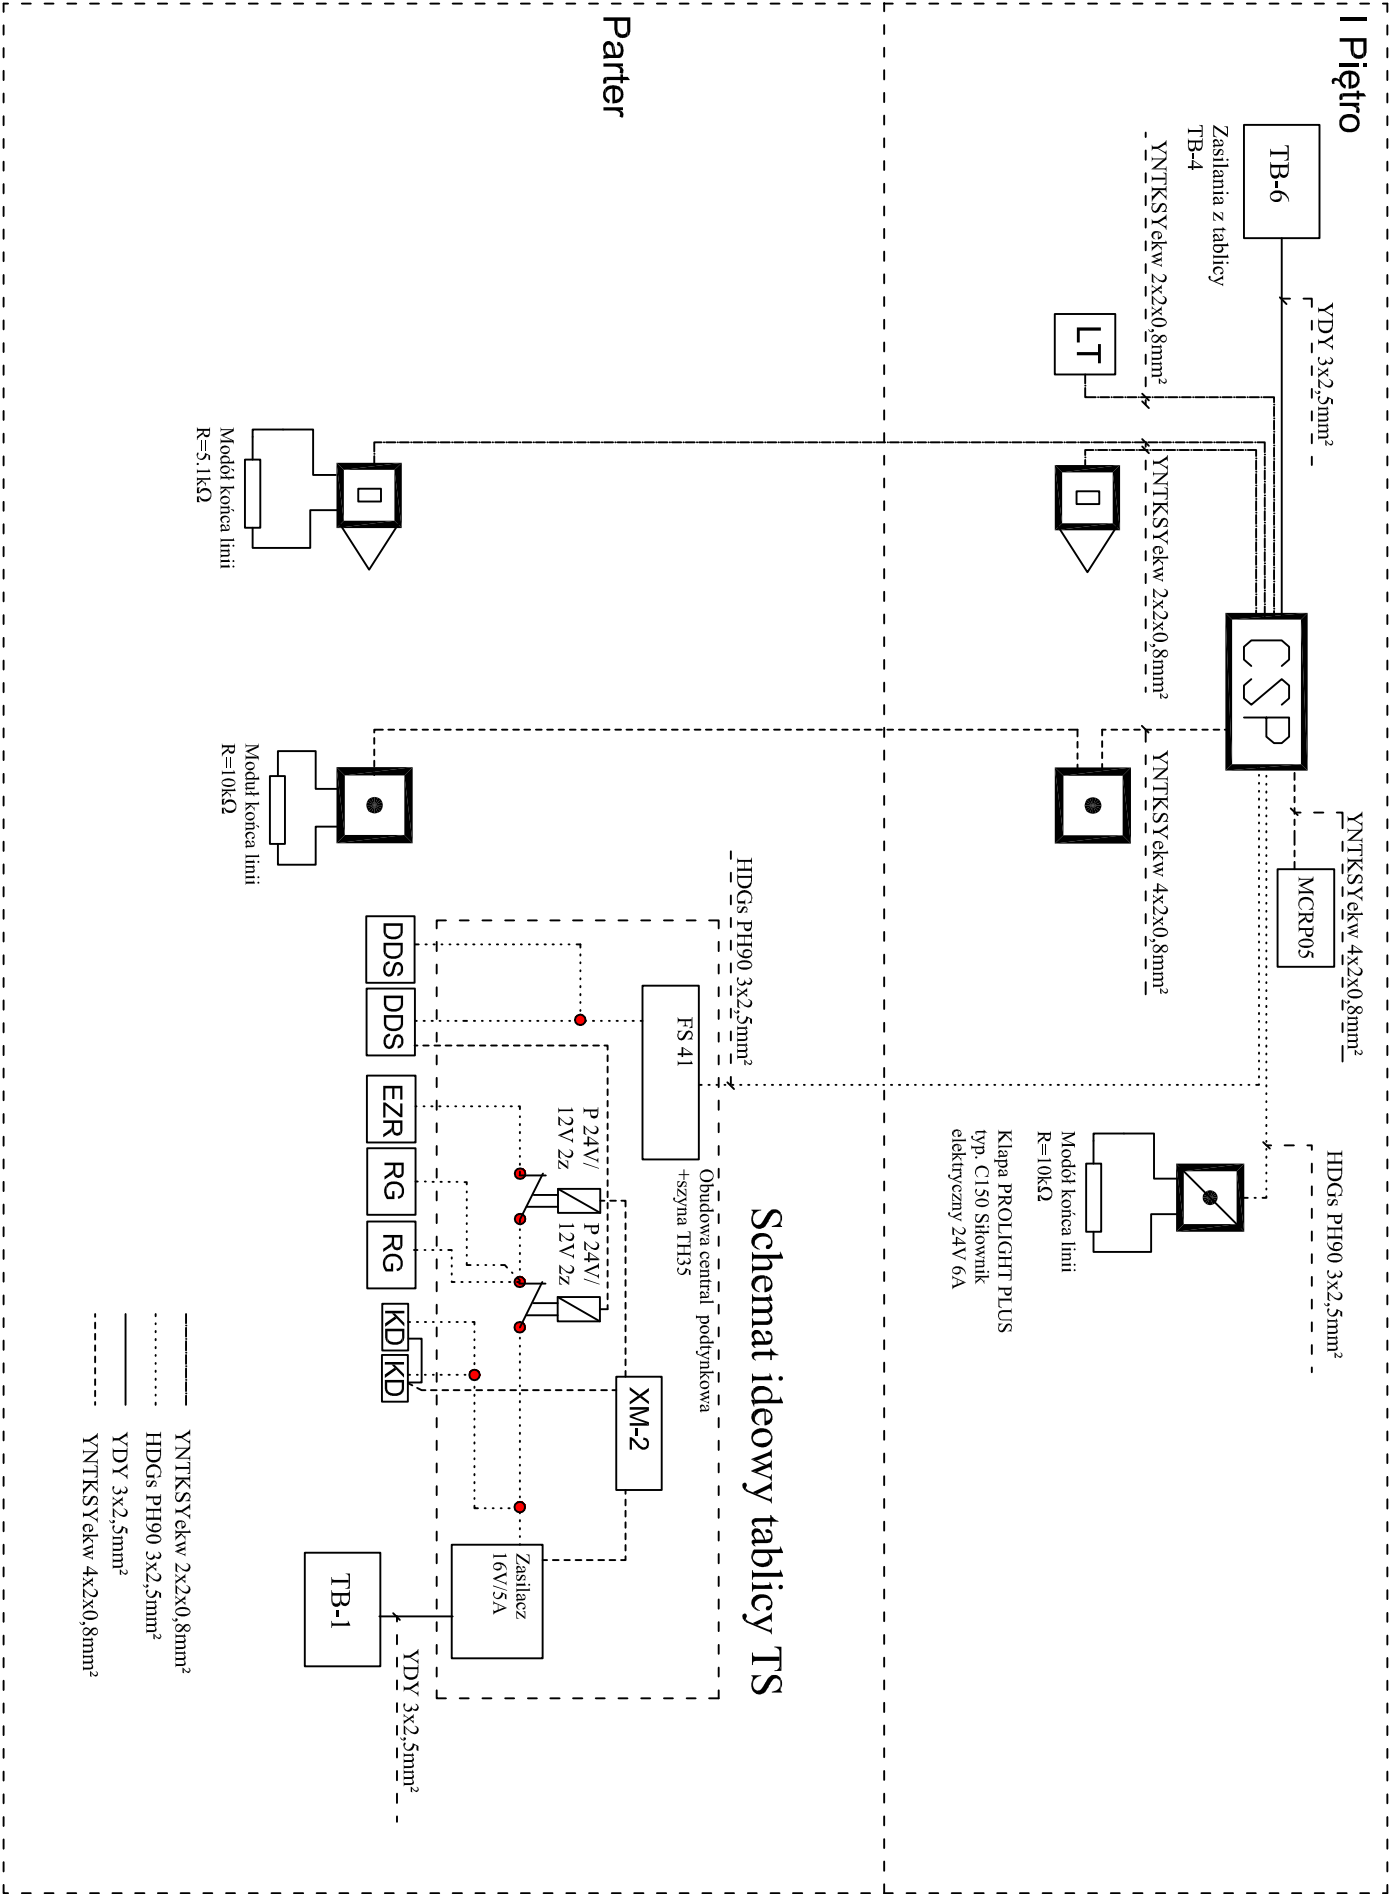 I Piętro
TB-6
Zasilania z tablicy
TB-4
YDY 3x2,5mm²
YNTKSYekw 2x2x0,8mm²
LT
YNTKSYekw 2x2x0,8mm²
CSP
YNTKSYekw 4x2x0,8mm²
MCRP05
YNTKSYekw 4x2x0,8mm²
HDGs PH90 3x2,5mm²
Modół końca linii
R=10kΩ
Klapa PROLIGHT PLUS
typ. C150 Siłownik
elektryczny 24V 6A
Parter
Modół końca linii
R=5.1kΩ
Moduł końca linii
R=10kΩ
HDGs PH90 3x2,5mm²
Schemat ideowy tablicy TS
Obudowa central podtynkowa
+szyna TH35
FS 41
P 24V/
12V 2z
P 24V/
12V 2z
XM-2
DDS
DDS
EZR
RG
RG
KD
KD
Zasilacz
16V/5A
TB-1
YDY 3x2,5mm²
YNTKSYekw 2x2x0,8mm²
HDGs PH90 3x2,5mm²
YDY 3x2,5mm²
YNTKSYekw 4x2x0,8mm²